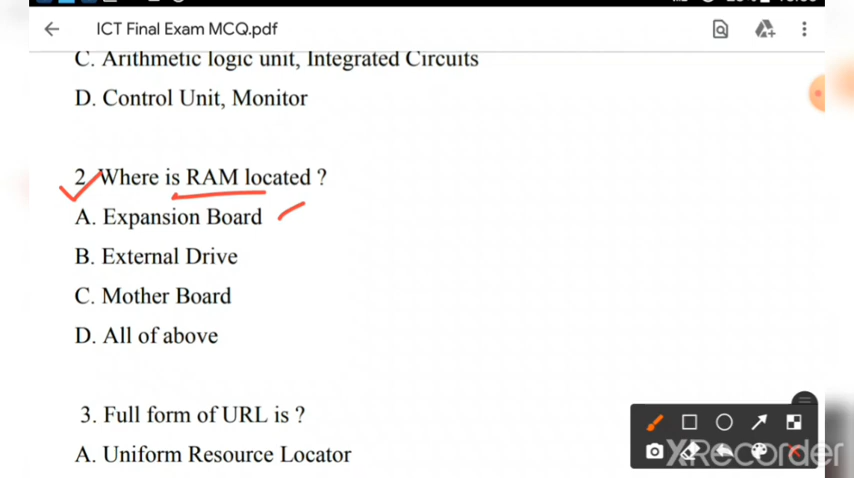 ICT Final Exam MCQ.pdf
C. Arithmetic logic unit, Integrated Circuits
D. Control Unit, Monitor
2. Where is RAM located ?
A. Expansion Board
B. External Drive
C. Mother Board
D. All of above
3. Full form of URL is ?
A. Uniform Resource Locator
XRecorder